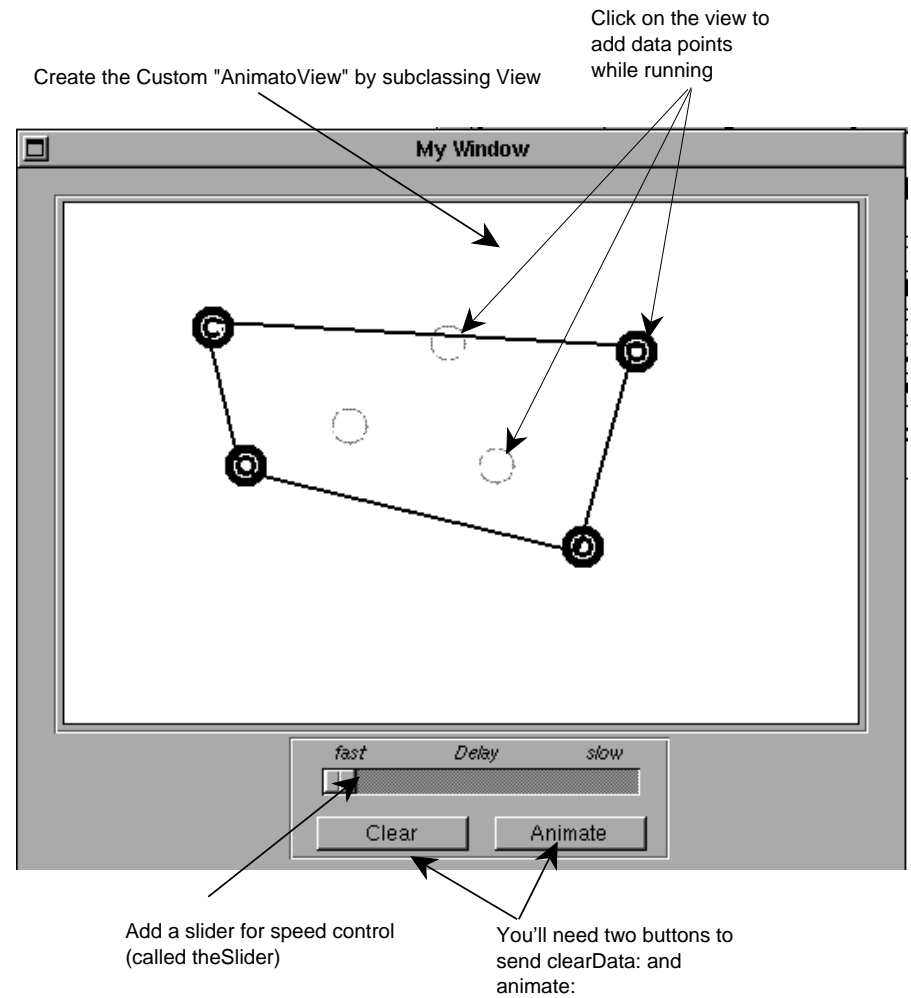 Click on the view to
add data points
while running
Create the Custom "AnimatoView" by subclassing View
My Window
fast Delay slow
Clear Animate
Add a slider for speed control
(called theSlider)
You'll need two buttons to
send clearData: and
animate: